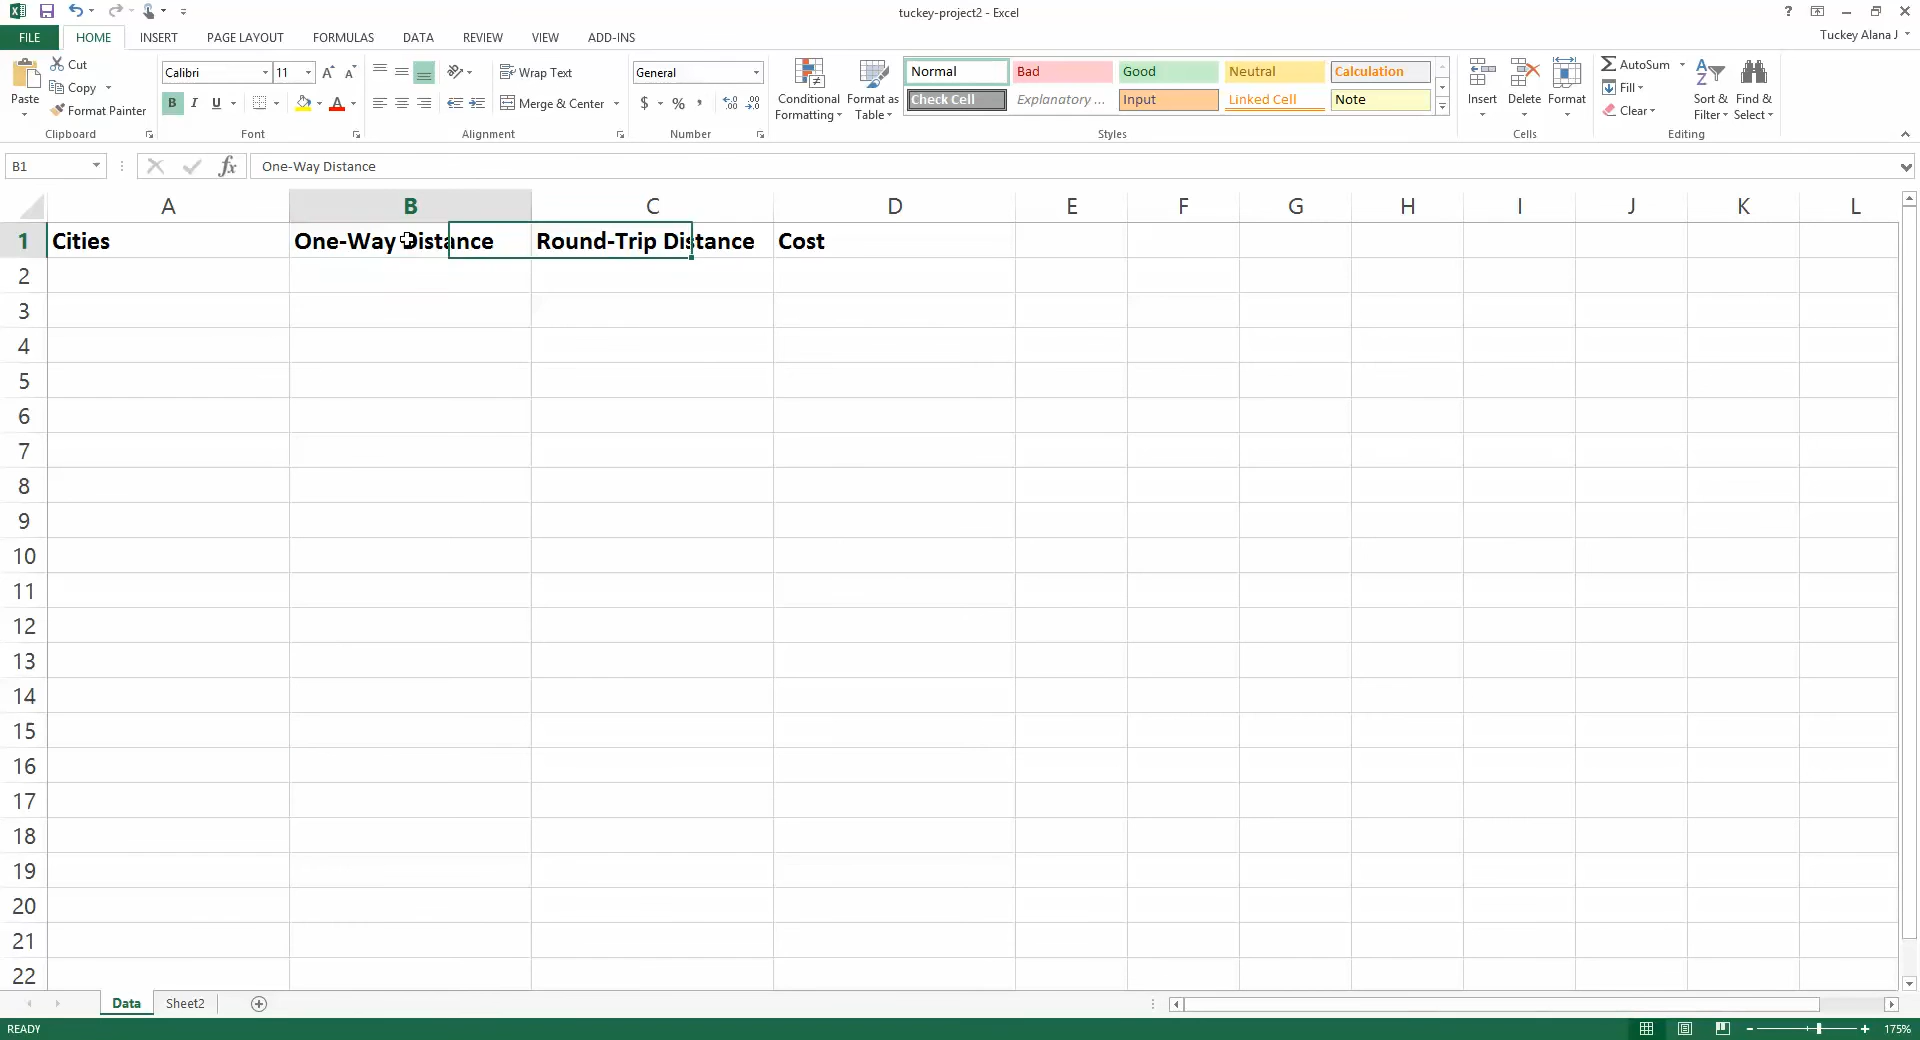 tuckey-project2 - Excel
?
FILE HOME INSERT PAGE LAYOUT FORMULAS DATA REVIEW VIEW ADD-INS
Tuckey Alana J
Paste
Cut
Copy
Format Painter
Clipboard
Calibri 11
B I U
Font
Wrap Text
Merge & Center
Alignment
General
$ % ,
Number
Conditional Formatting
Format as Table
Normal Bad Good Neutral Calculation
Check Cell Explanatory ... Input Linked Cell Note
Styles
Insert Delete Format
Cells
AutoSum
Fill
Clear
Sort & Filter
Find & Select
Editing
B1 fx One-Way Distance
A B C D E F G H I J K L
1 Cities One-Way Distance Round-Trip Distance Cost
2
3
4
5
6
7
8
9
10
11
12
13
14
15
16
17
18
19
20
21
22
Data Sheet2
READY 175%